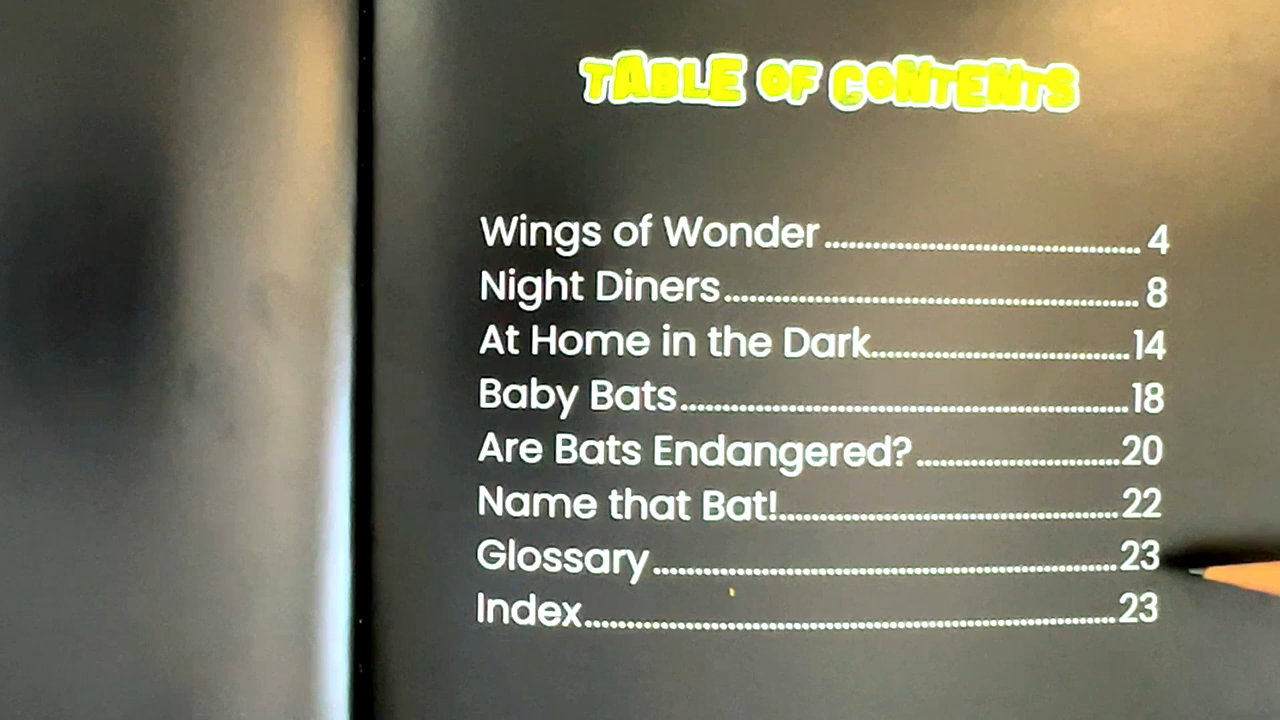 TABLE OF CONTENTS
Wings of Wonder........................................ 4
Night Diners........................................ 8
At Home in the Dark........................................14
Baby Bats........................................18
Are Bats Endangered?........................................20
Name that Bat!........................................22
Glossary........................................23
Index........................................23